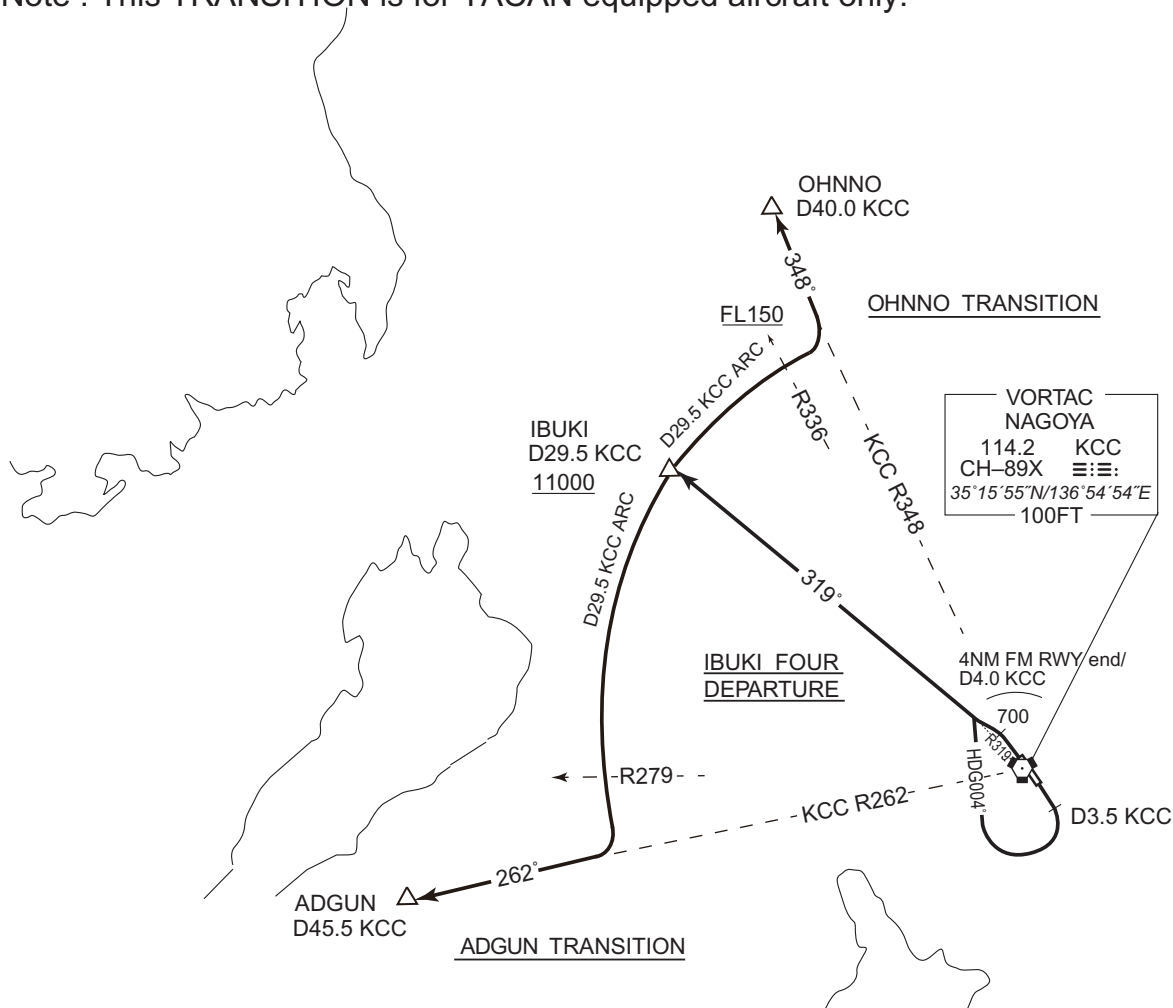 Note : This TRANSITION is for TACAN equipped aircraft only.
OHNNO
D40.0 KCC
348°
OHNNO TRANSITION
FL150
D29.5 KCC ARC
R336
KCC R348
VORTAC
NAGOYA
114.2 KCC
CH–89X
35°15´55˝N/136°54´54˝E
100FT
IBUKI
D29.5 KCC
11000
D29.5 KCC ARC
319°
IBUKI FOUR
DEPARTURE
4NM FM RWY end/
D4.0 KCC
700
R319
HDG004°
R279
KCC R262
D3.5 KCC
262°
ADGUN
D45.5 KCC
ADGUN TRANSITION